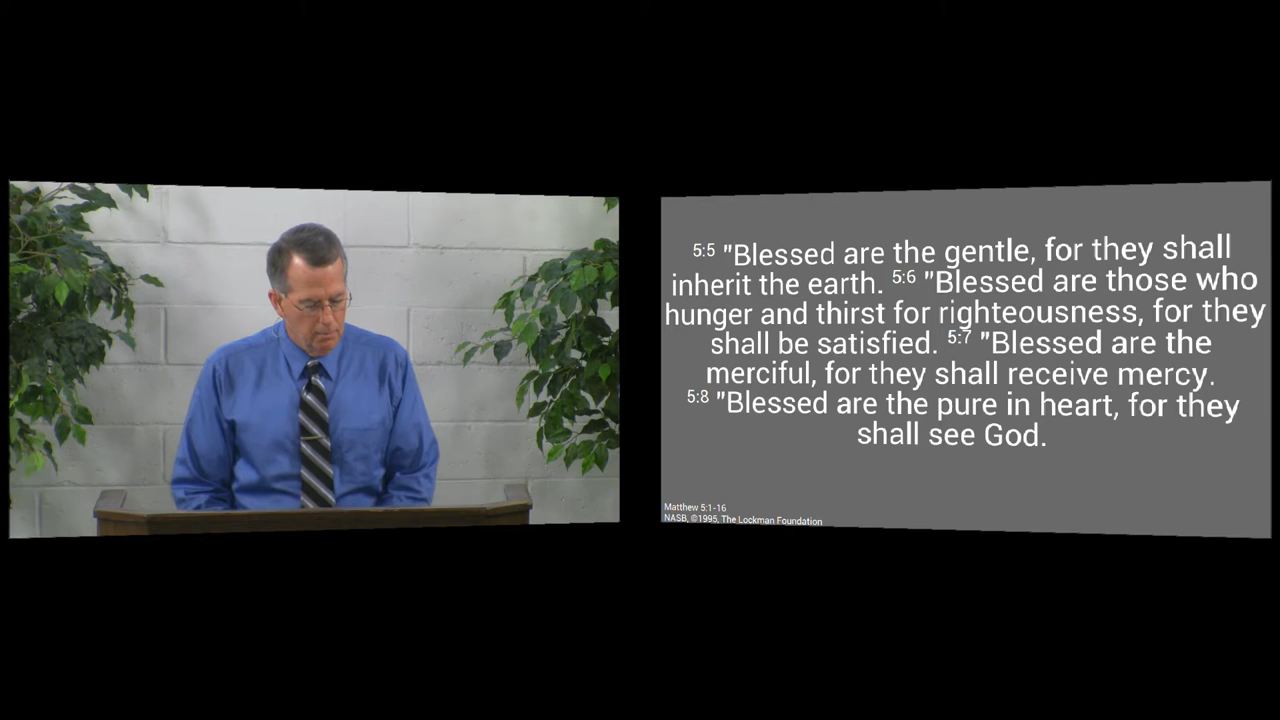 5:5 "Blessed are the gentle, for they shall
inherit the earth. 5:6 "Blessed are those who
hunger and thirst for righteousness, for they
shall be satisfied. 5:7 "Blessed are the
merciful, for they shall receive mercy.
5:8 "Blessed are the pure in heart, for they
shall see God.
Matthew 5:1-16
NASB, ©1995, The Lockman Foundation